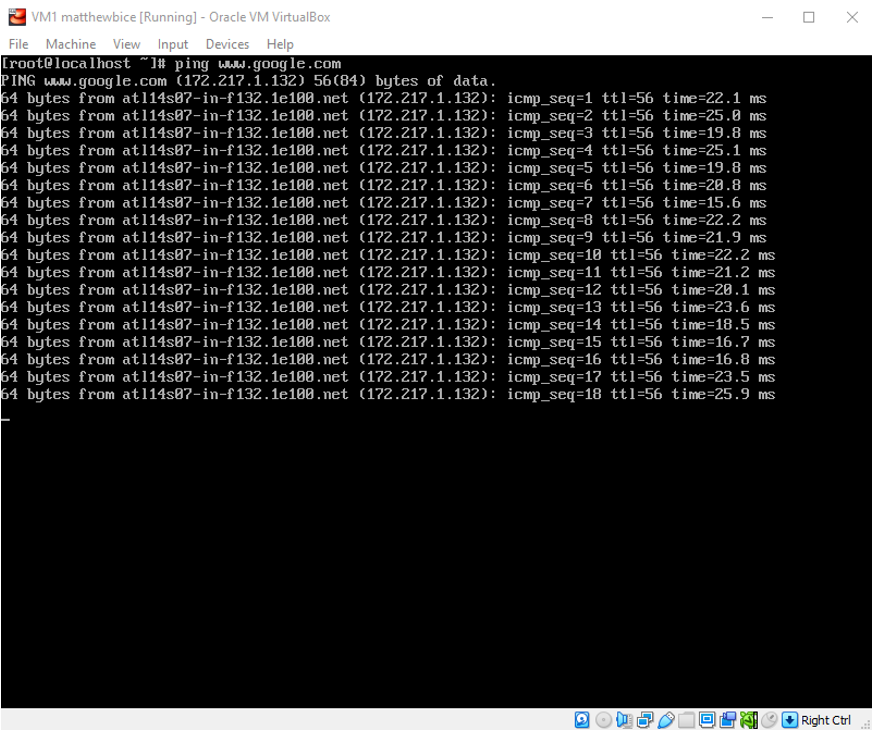 VM1 matthewbice [Running] - Oracle VM VirtualBox
File Machine View Input Devices Help
[root@localhost ~]# ping www.google.com
PING www.google.com (172.217.1.132) 56(84) bytes of data.
64 bytes from atl14s07-in-f132.1e100.net (172.217.1.132): icmp_seq=1 ttl=56 time=22.1 ms
64 bytes from atl14s07-in-f132.1e100.net (172.217.1.132): icmp_seq=2 ttl=56 time=25.0 ms
64 bytes from atl14s07-in-f132.1e100.net (172.217.1.132): icmp_seq=3 ttl=56 time=19.8 ms
64 bytes from atl14s07-in-f132.1e100.net (172.217.1.132): icmp_seq=4 ttl=56 time=25.1 ms
64 bytes from atl14s07-in-f132.1e100.net (172.217.1.132): icmp_seq=5 ttl=56 time=19.8 ms
64 bytes from atl14s07-in-f132.1e100.net (172.217.1.132): icmp_seq=6 ttl=56 time=20.8 ms
64 bytes from atl14s07-in-f132.1e100.net (172.217.1.132): icmp_seq=7 ttl=56 time=15.6 ms
64 bytes from atl14s07-in-f132.1e100.net (172.217.1.132): icmp_seq=8 ttl=56 time=22.2 ms
64 bytes from atl14s07-in-f132.1e100.net (172.217.1.132): icmp_seq=9 ttl=56 time=21.9 ms
64 bytes from atl14s07-in-f132.1e100.net (172.217.1.132): icmp_seq=10 ttl=56 time=22.2 ms
64 bytes from atl14s07-in-f132.1e100.net (172.217.1.132): icmp_seq=11 ttl=56 time=21.2 ms
64 bytes from atl14s07-in-f132.1e100.net (172.217.1.132): icmp_seq=12 ttl=56 time=20.1 ms
64 bytes from atl14s07-in-f132.1e100.net (172.217.1.132): icmp_seq=13 ttl=56 time=23.6 ms
64 bytes from atl14s07-in-f132.1e100.net (172.217.1.132): icmp_seq=14 ttl=56 time=18.5 ms
64 bytes from atl14s07-in-f132.1e100.net (172.217.1.132): icmp_seq=15 ttl=56 time=16.7 ms
64 bytes from atl14s07-in-f132.1e100.net (172.217.1.132): icmp_seq=16 ttl=56 time=16.8 ms
64 bytes from atl14s07-in-f132.1e100.net (172.217.1.132): icmp_seq=17 ttl=56 time=23.5 ms
64 bytes from atl14s07-in-f132.1e100.net (172.217.1.132): icmp_seq=18 ttl=56 time=25.9 ms
Right Ctrl